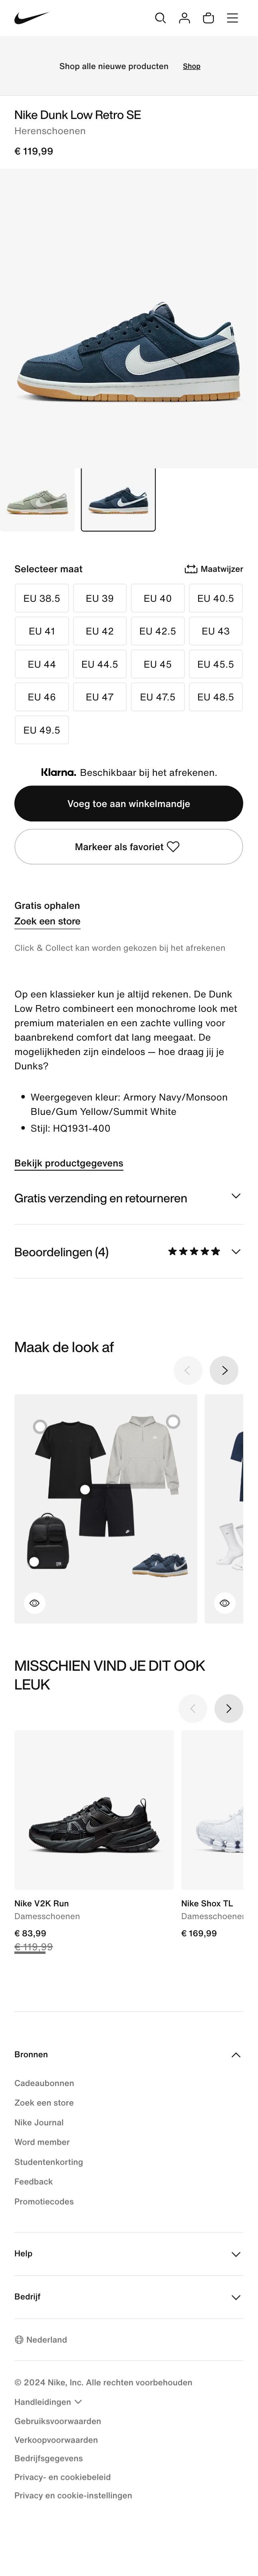 Shop alle nieuwe producten Shop
Nike Dunk Low Retro SE
Herenschoenen
€ 119,99
Selecteer maat Maatwijzer
EU 38.5 EU 39 EU 40 EU 40.5
EU 41 EU 42 EU 42.5 EU 43
EU 44 EU 44.5 EU 45 EU 45.5
EU 46 EU 47 EU 47.5 EU 48.5
EU 49.5
Klarna. Beschikbaar bij het afrekenen.
Voeg toe aan winkelmandje
Markeer als favoriet
Gratis ophalen
Zoek een store
Click & Collect kan worden gekozen bij het afrekenen
Op een klassieker kun je altijd rekenen. De Dunk
Low Retro combineert een monochrome look met
premium materialen en een zachte vulling voor
baanbrekend comfort dat lang meegaat. De
mogelijkheden zijn eindeloos — hoe draag jij je
Dunks?
Weergegeven kleur: Armory Navy/Monsoon
Blue/Gum Yellow/Summit White
Stijl: HQ1931-400
Bekijk productgegevens
Gratis verzending en retourneren
Beoordelingen (4)
Maak de look af
MISSCHIEN VIND JE DIT OOK
LEUK
Nike V2K Run Nike Shox TL
Damesschoenen Damesschoenen
€ 83,99 € 169,99
€ 119,99
Bronnen
Cadeaubonnen
Zoek een store
Nike Journal
Word member
Studentenkorting
Feedback
Promotiecodes
Help
Bedrijf
Nederland
© 2024 Nike, Inc. Alle rechten voorbehouden
Handleidingen
Gebruiksvoorwaarden
Verkoopvoorwaarden
Bedrijfsgegevens
Privacy- en cookiebeleid
Privacy en cookie-instellingen